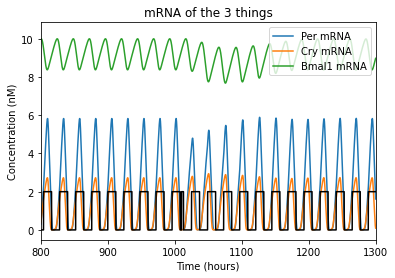 mRNA of the 3 things
Per mRNA
Cry mRNA
Bmal1 mRNA
Concentration (nM)
10
8
6
4
2
0
800
900
1000
1100
1200
1300
Time (hours)